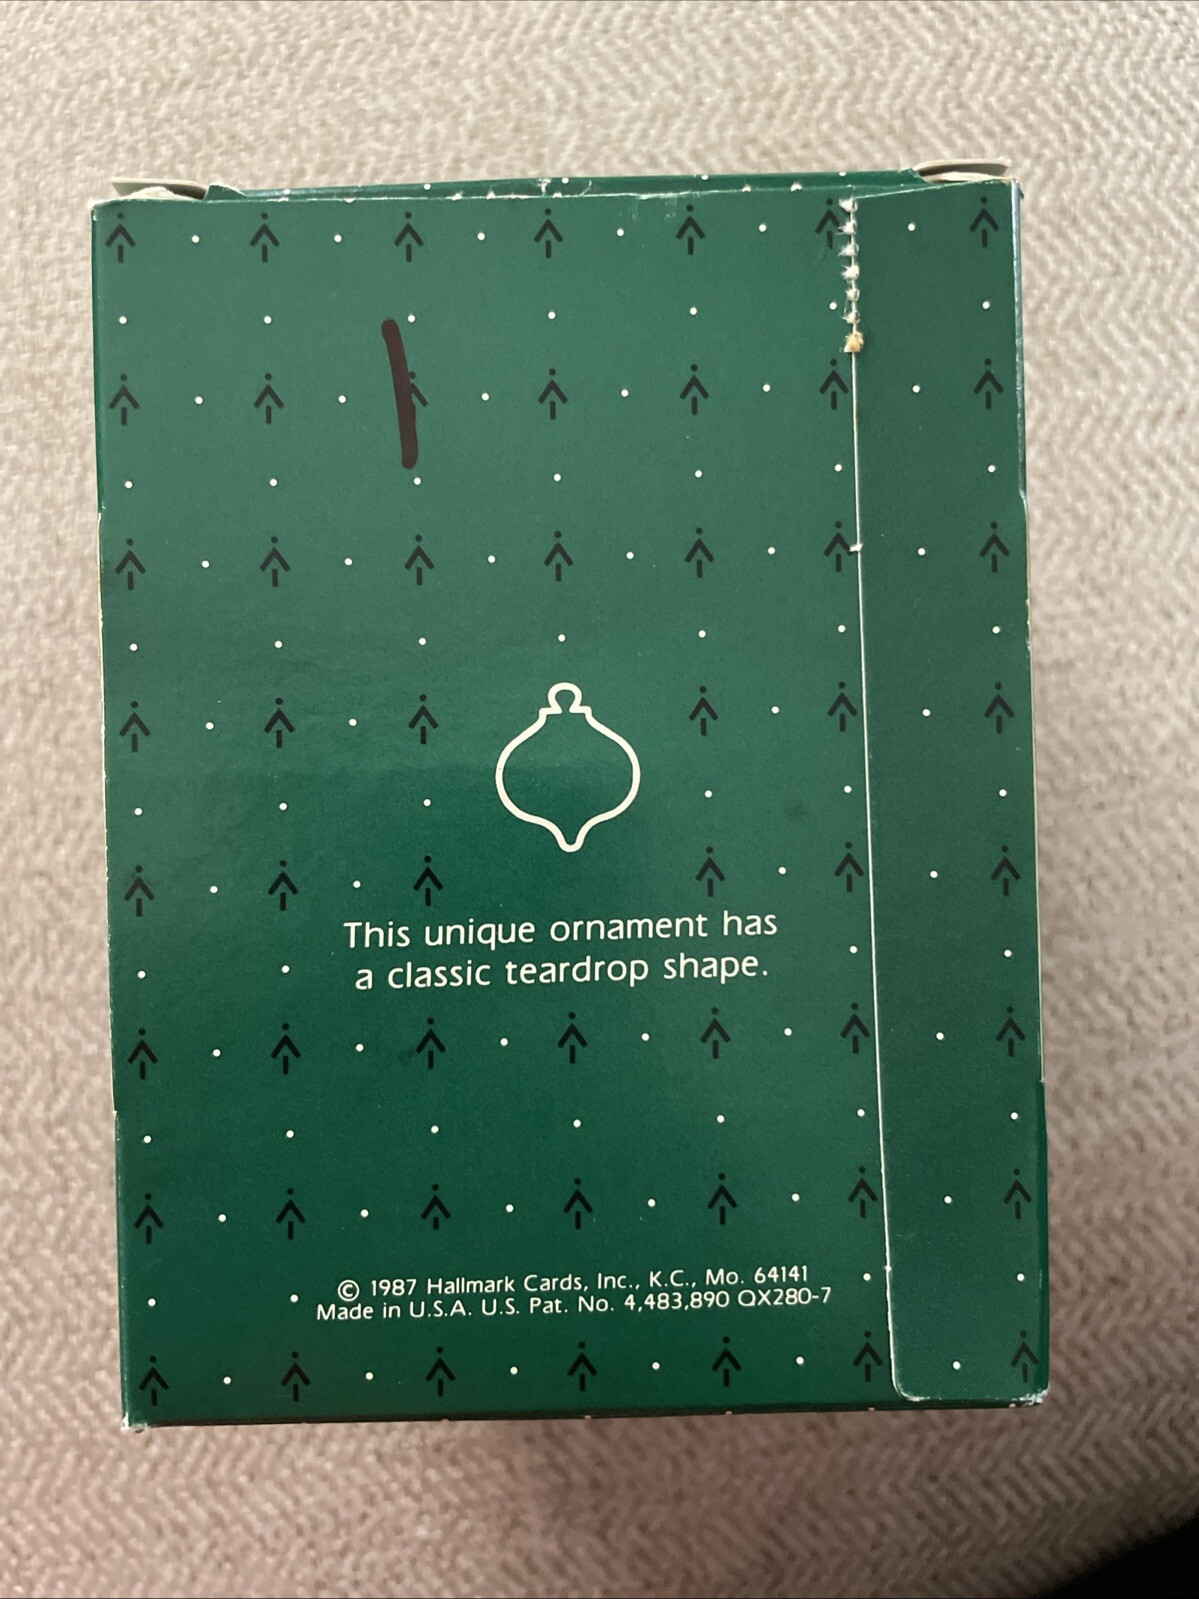 This unique ornament has
a classic teardrop shape.
© 1987 Hallmark Cards, Inc., K.C., Mo. 64141
Made in U.S.A. U.S. Pat. No. 4,483,890 QX280-7